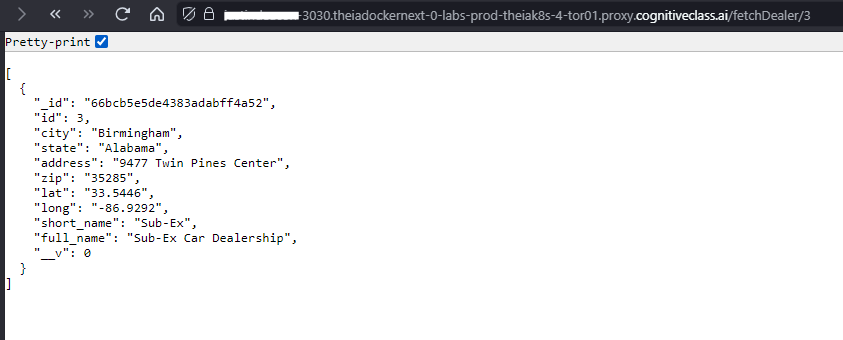 -3030.theiadockernext-0-labs-prod-theiak8s-4-tor01.proxy.cognitiveclass.ai/fetchDealer/3
Pretty-print
[
{
"_id": "66bcb5e5de4383adabff4a52",
"id": 3,
"city": "Birmingham",
"state": "Alabama",
"address": "9477 Twin Pines Center",
"zip": "35285",
"lat": "33.5446",
"long": "-86.9292",
"short_name": "Sub-Ex",
"full_name": "Sub-Ex Car Dealership",
"__v": 0
}
]